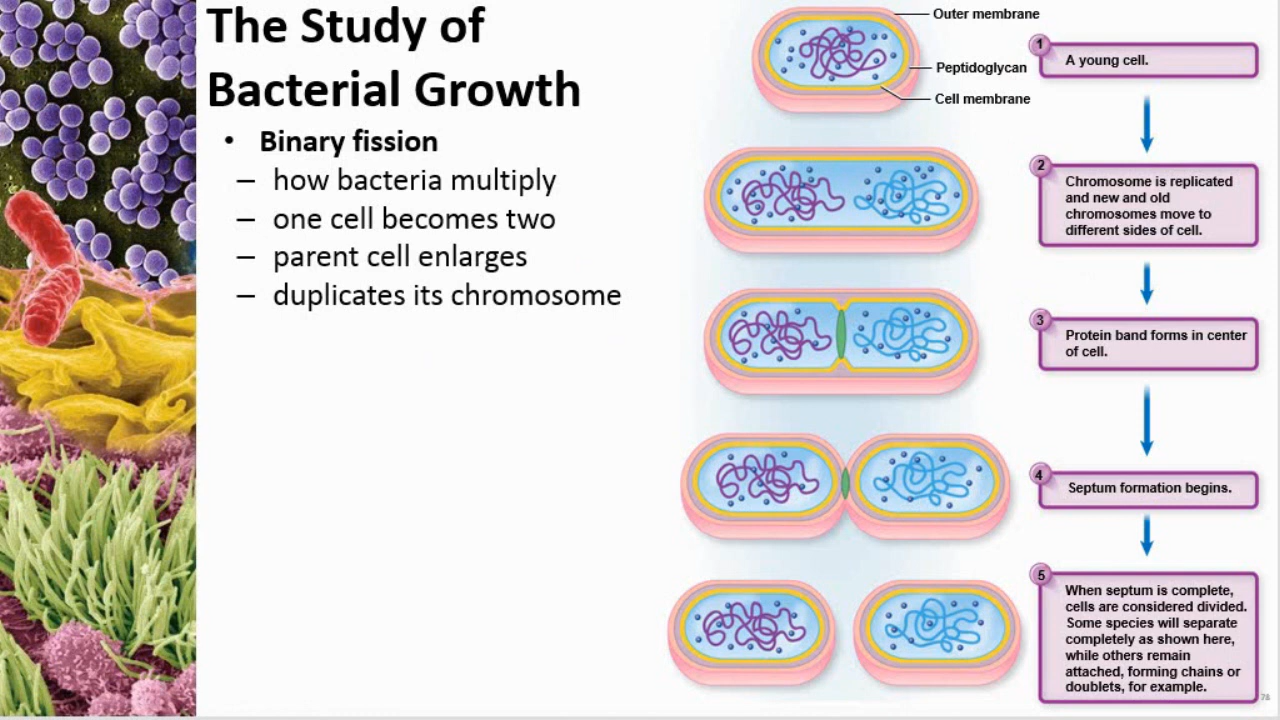 The Study of
Bacterial Growth
• Binary fission
– how bacteria multiply
– one cell becomes two
– parent cell enlarges
– duplicates its chromosome
Outer membrane
Peptidoglycan
Cell membrane
1
A young cell.
2
Chromosome is replicated
and new and old
chromosomes move to
different sides of cell.
3
Protein band forms in center
of cell.
4
Septum formation begins.
5
When septum is complete,
cells are considered divided.
Some species will separate
completely as shown here,
while others remain
attached, forming chains or
doublets, for example.